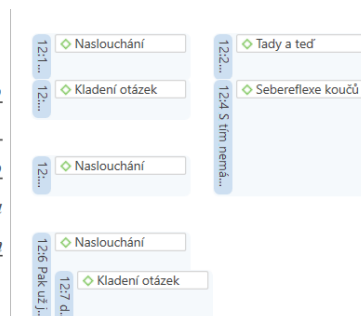 12:1... Naslouchání
12:... Kladení otázek
12:... Naslouchání
12:6 Pak už j... Naslouchání
12:7 d... Kladení otázek
12:2... Tady a teď
12:4 S tím nemá... Sebereflexe koučů